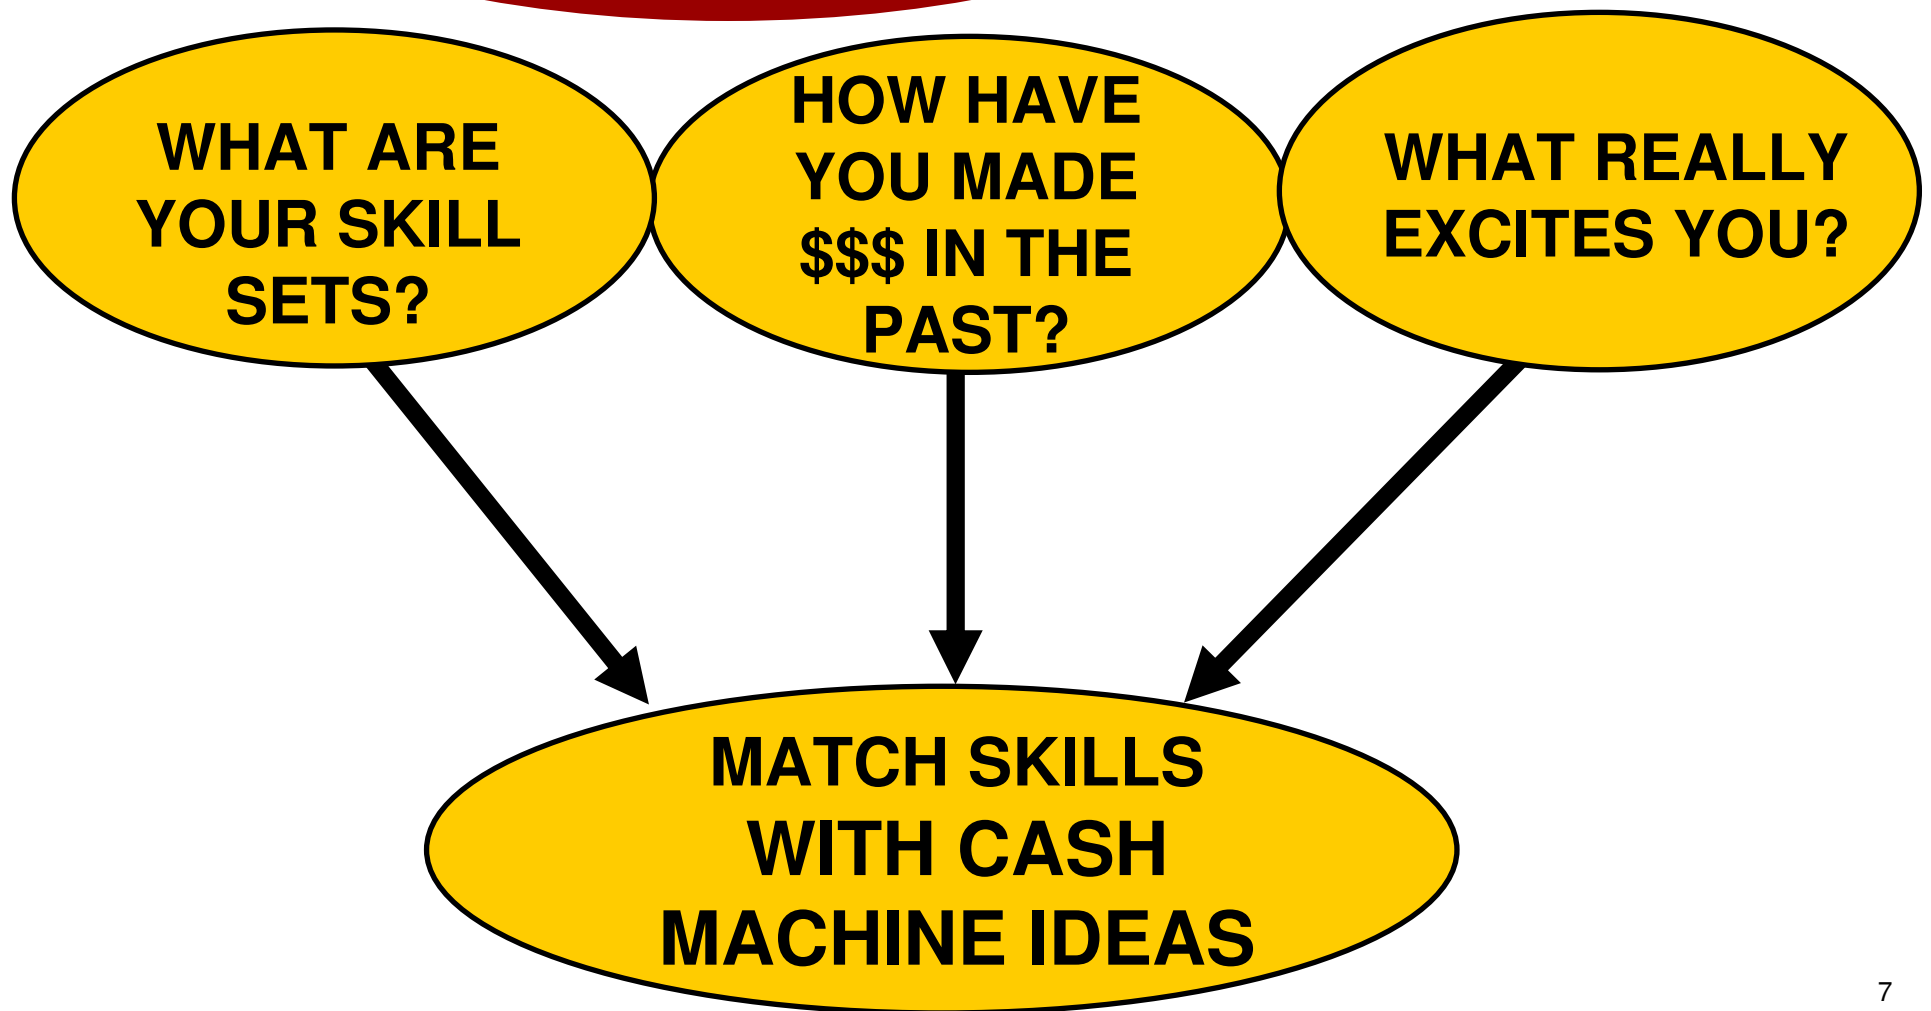 WHAT ARE
YOUR SKILL
SETS?
HOW HAVE
YOU MADE
$$$ IN THE
PAST?
WHAT REALLY
EXCITES YOU?
MATCH SKILLS
WITH CASH
MACHINE IDEAS
7